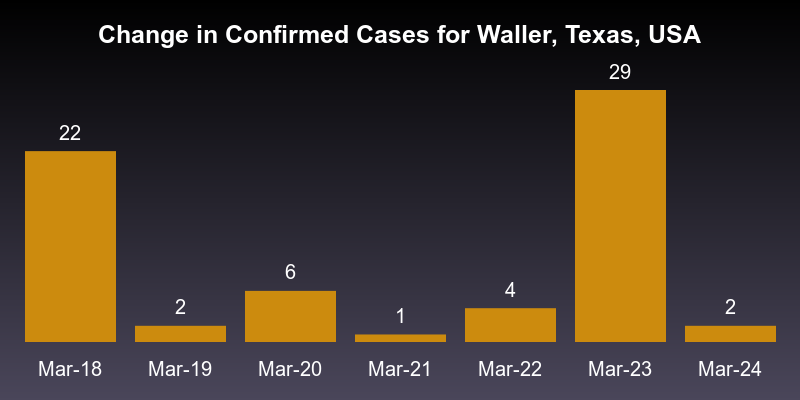 Change in Confirmed Cases for Waller, Texas, USA
22
2
6
1
4
29
2
Mar-18
Mar-19
Mar-20
Mar-21
Mar-22
Mar-23
Mar-24